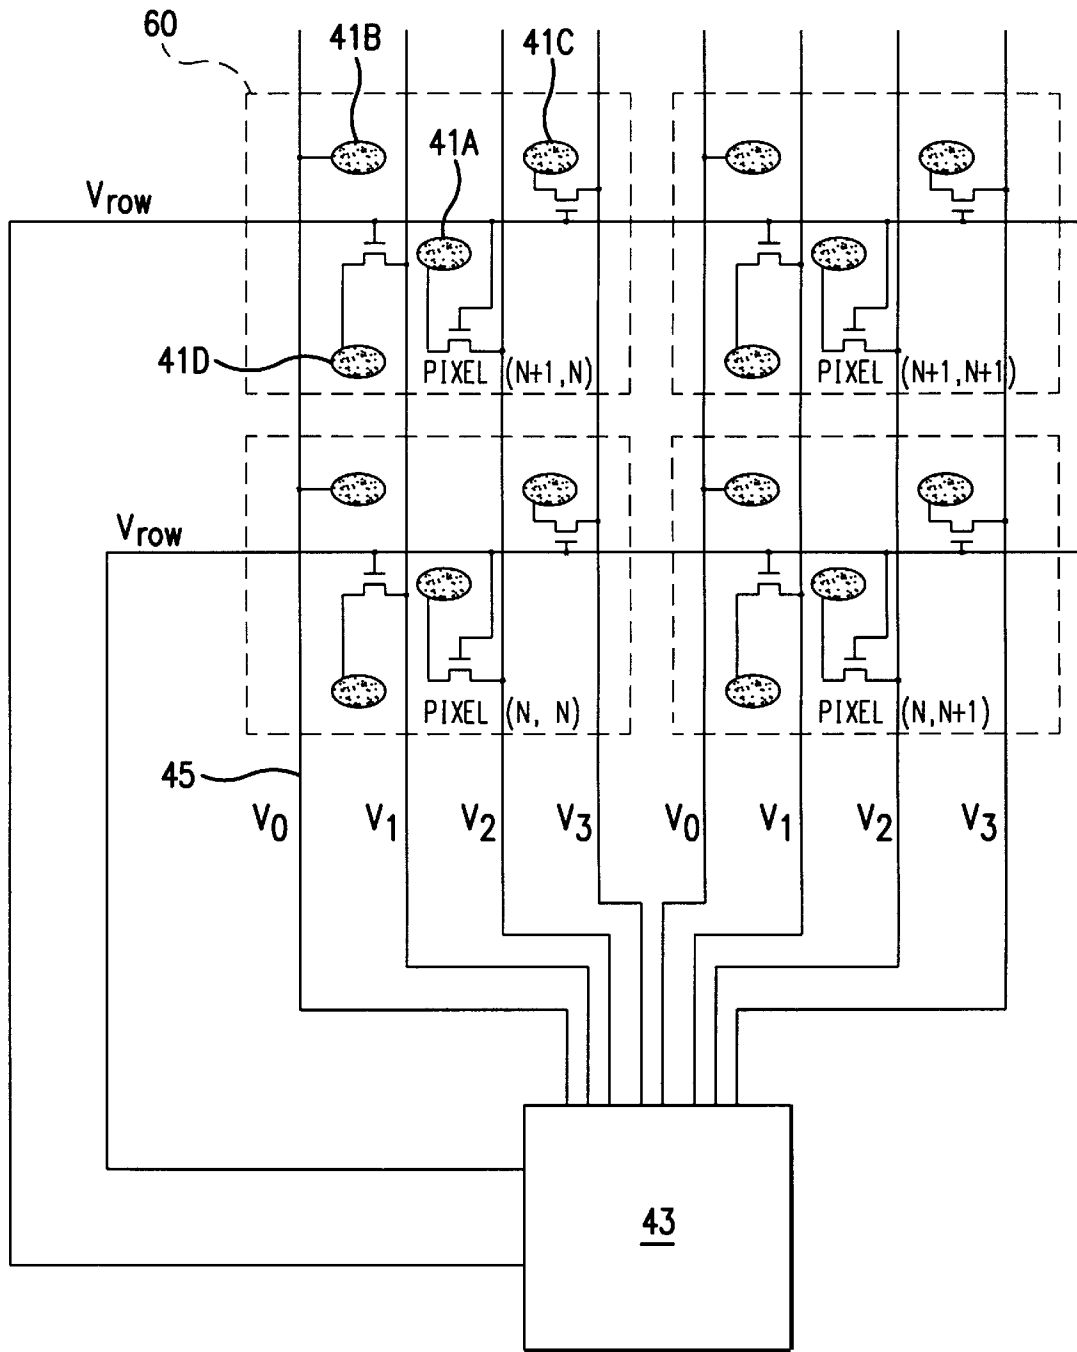 60
41B
41C
41A
Vrow
41D
PIXEL (N+1,N)
PIXEL (N+1,N+1)
Vrow
PIXEL (N, N)
PIXEL (N,N+1)
45
V0 V1 V2 V3 V0 V1 V2 V3
43